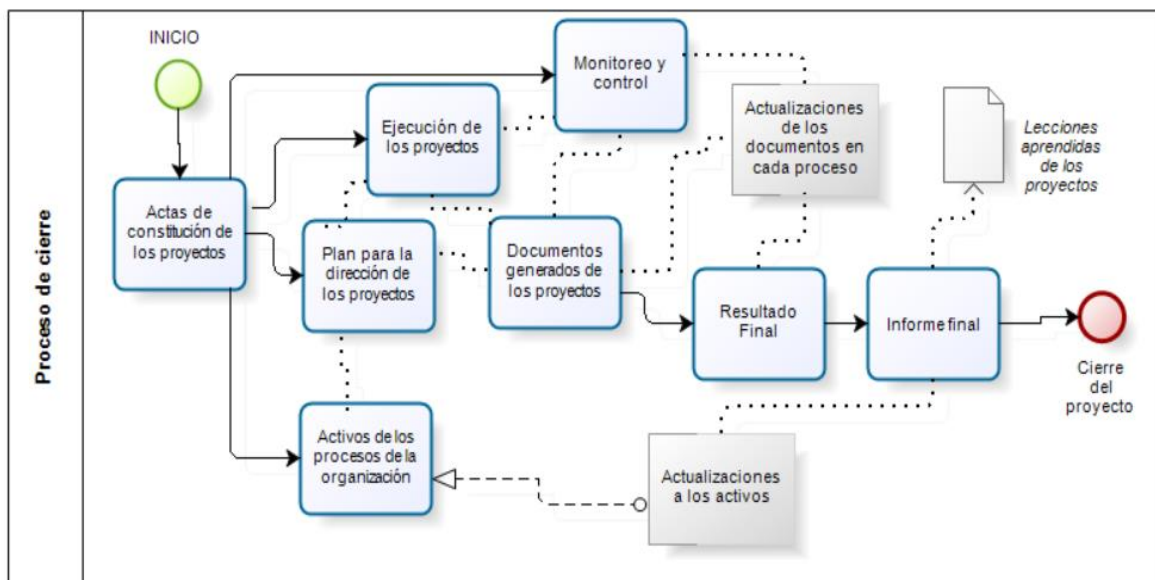 Proceso de cierre
INICIO
Monitoreo y
control
Ejecución de
los proyectos
Actualizaciones
de los
documentos en
cada proceso
Lecciones
aprendidas
de los
proyectos
Actas de
constitución de
los proyectos
Plan para la
dirección de
los proyectos
Documentos
generados de
los proyectos
Resultado
Final
Informe final
Cierre
del
proyecto
Activos de los
procesos de la
organización
Actualizaciones
a los activos